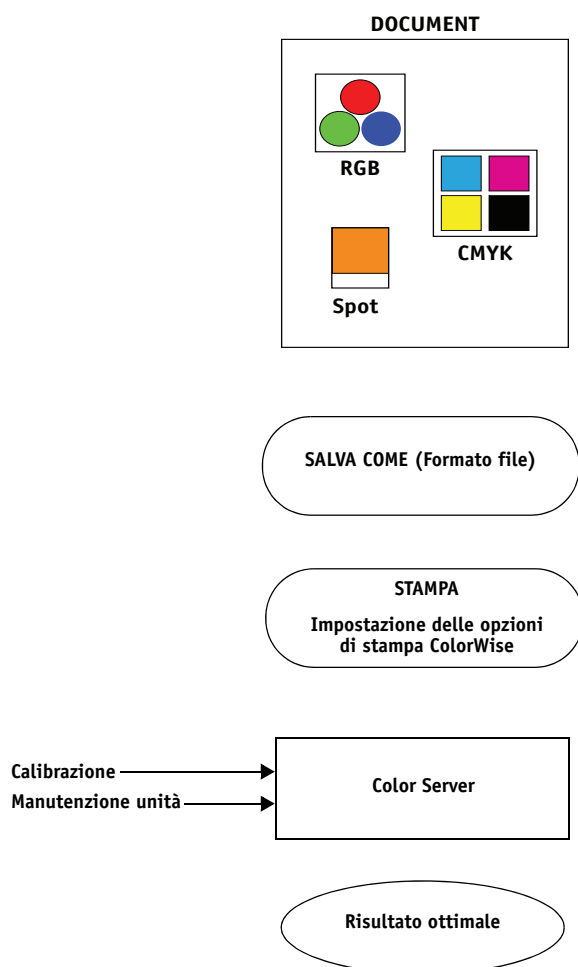 DOCUMENT
RGB
CMYK
Spot
SALVA COME (Formato file)
STAMPA
Impostazione delle opzioni
di stampa ColorWise
Calibrazione
Manutenzione unità
Color Server
Risultato ottimale